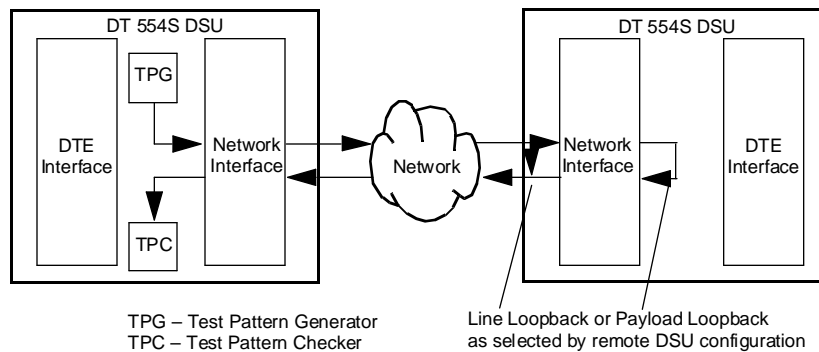 DT 554S DSU
TPG
DTE
Interface
Network
Interface
TPC
Network
DT 554S DSU
Network
Interface
DTE
Interface
TPG – Test Pattern Generator
TPC – Test Pattern Checker
Line Loopback or Payload Loopback
as selected by remote DSU configuration